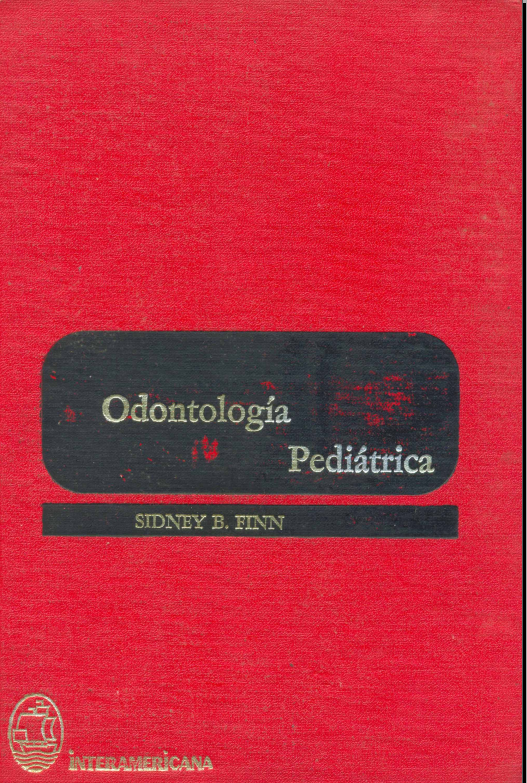 Odontología
Pediátrica
SIDNEY B. FINN
INTERAMERICANA